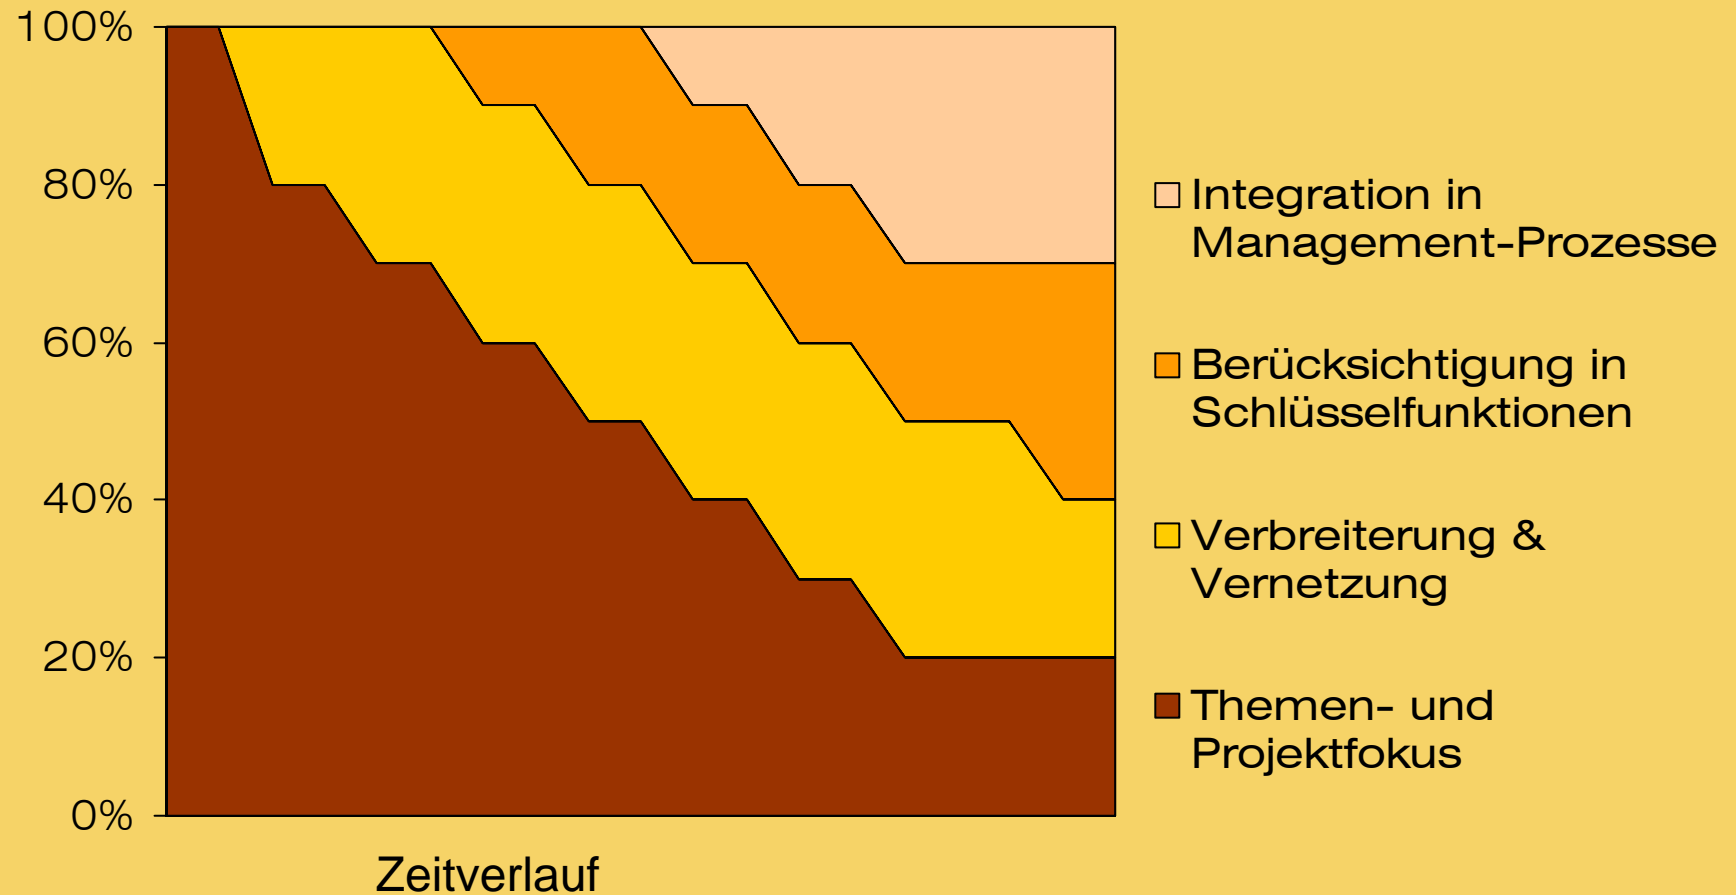 100%
80%
60%
40%
20%
0%
Zeitverlauf
Integration in
Management-Prozesse
Berücksichtigung in
Schlüsselfunktionen
Verbreiterung &
Vernetzung
Themen- und
Projektfokus